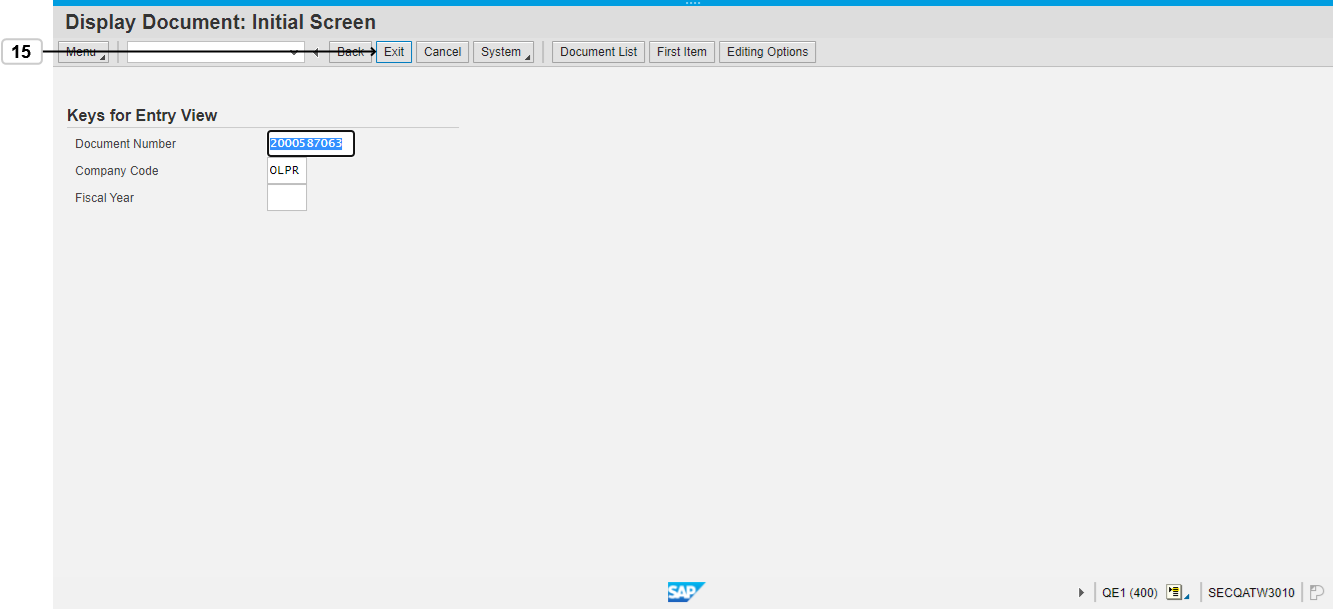 Display Document: Initial Screen
15
Menu Back Exit Cancel System Document List First Item Editing Options
Keys for Entry View
Document Number 2000587063
Company Code OLPR
Fiscal Year
SAP QE1 (400) SECQATW3010